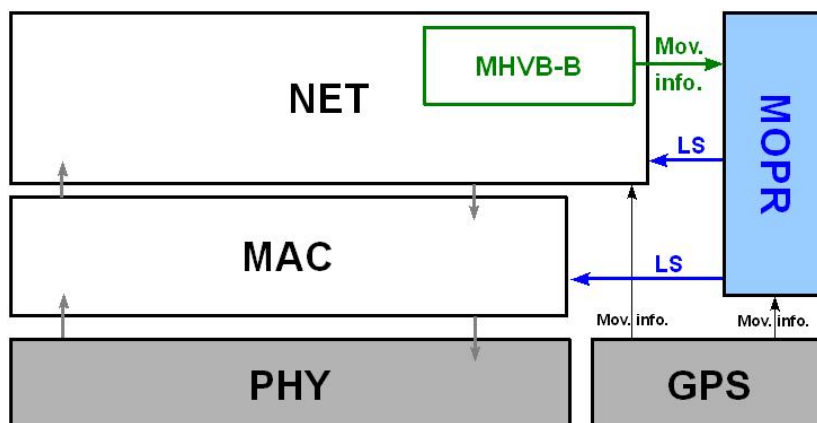 MHVB-B
Mov.
info.
NET
MOPR
LS
MAC
LS
Mov. info.
Mov. info.
PHY
GPS